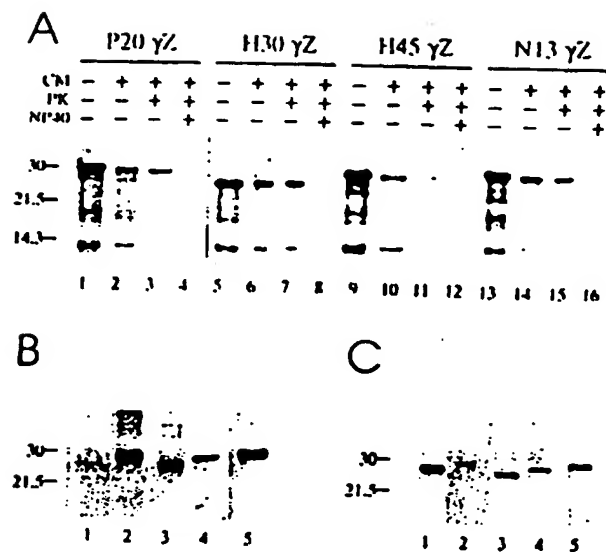 A
P20 γZ H30 γZ H45 γZ N13 γZ
CM − + + + − + + + − + + + − + + +
PK − − + + − − + + − − + + − − + +
NP40 − − − + − − − + − − − + − − − +
30−
21.5−
14.3−
1 2 3 4 5 6 7 8 9 10 11 12 13 14 15 16
B C
30−
21.5−
1 2 3 4 5
30−
21.5−
1 2 3 4 5